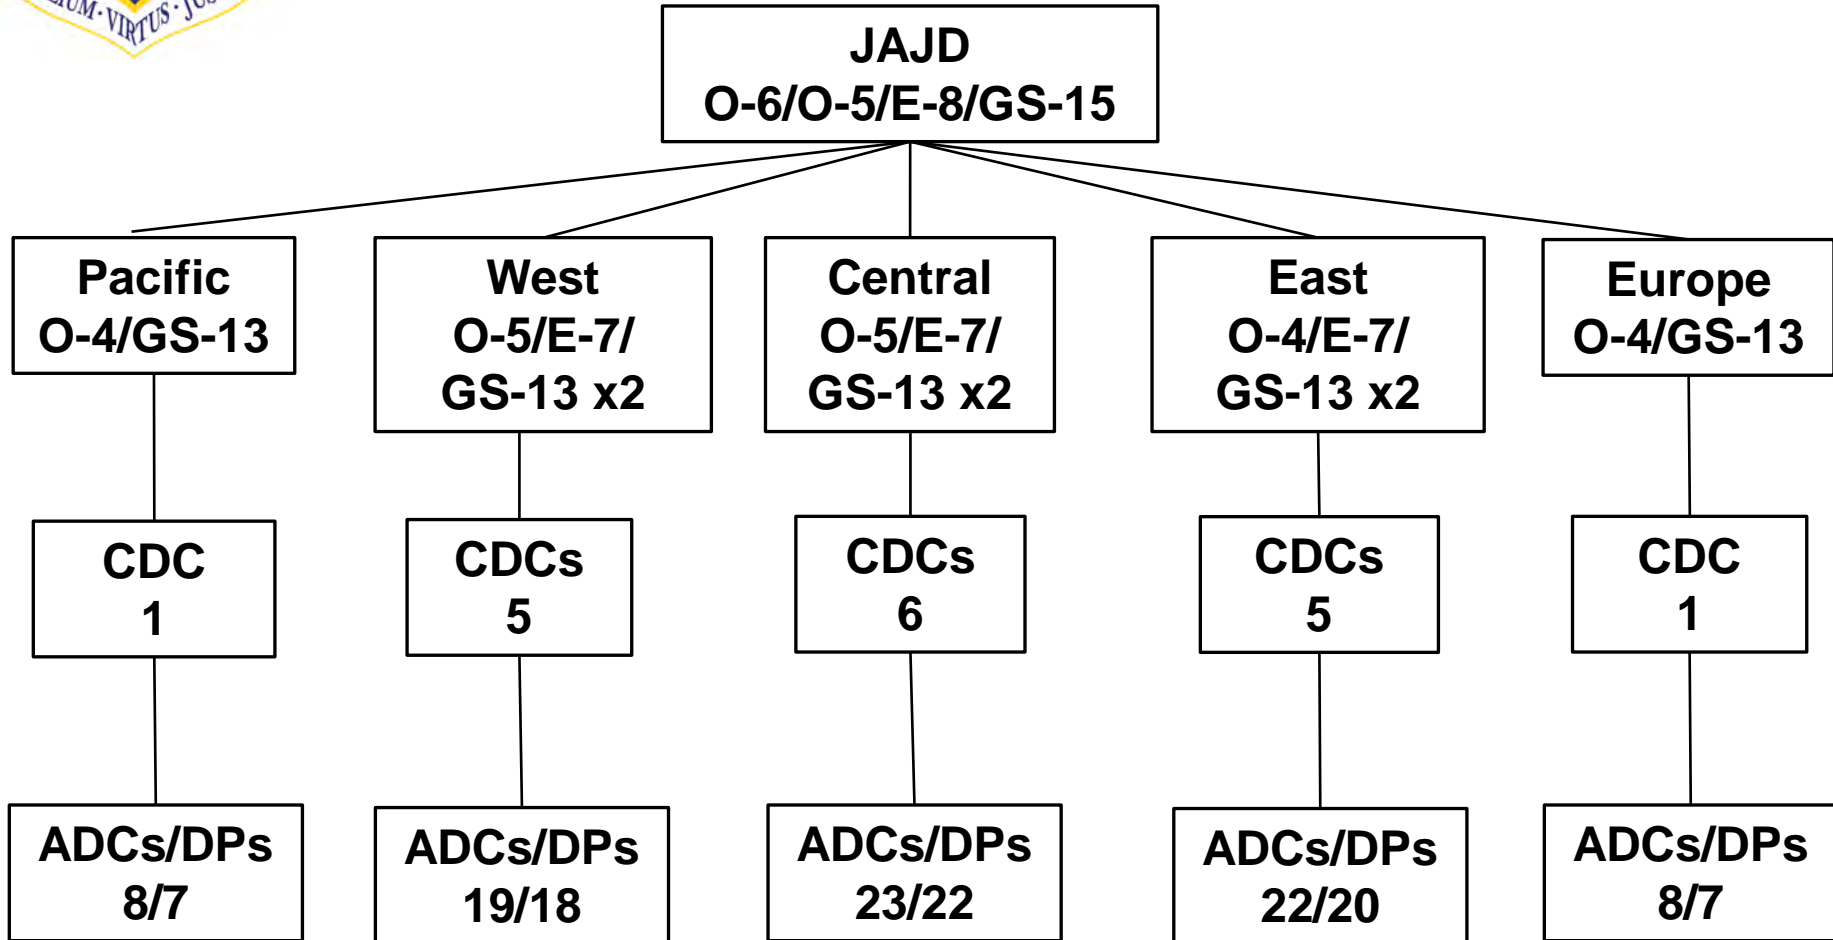 VIRTUS
JAJD
O-6/O-5/E-8/GS-15
Pacific
O-4/GS-13
West
O-5/E-7/
GS-13 x2
Central
O-5/E-7/
GS-13 x2
East
O-4/E-7/
GS-13 x2
Europe
O-4/GS-13
CDC
1
CDCs
5
CDCs
6
CDCs
5
CDC
1
ADCs/DPs
8/7
ADCs/DPs
19/18
ADCs/DPs
23/22
ADCs/DPs
22/20
ADCs/DPs
8/7